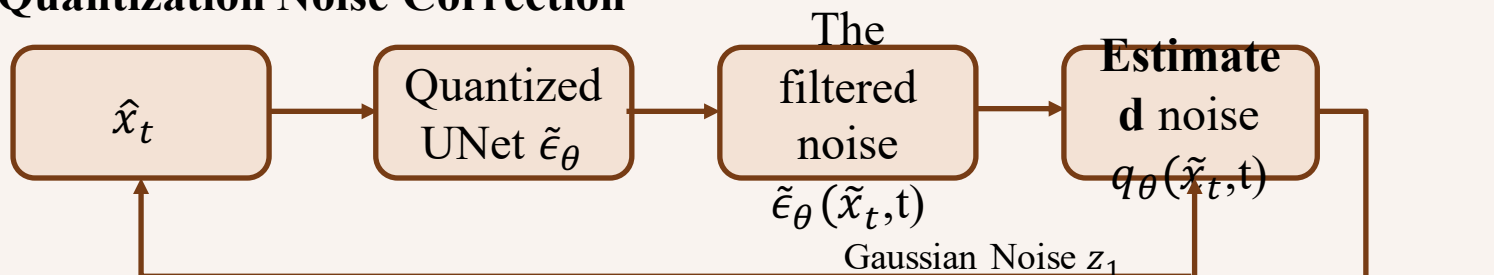 Quantization Noise Correction
x̂_t
Quantized
UNet ϵ̃_θ
The
filtered
noise
ϵ̃_θ(x̃_t,t)
Estimate
d noise
q_θ(x̃_t,t)
Gaussian Noise z_1